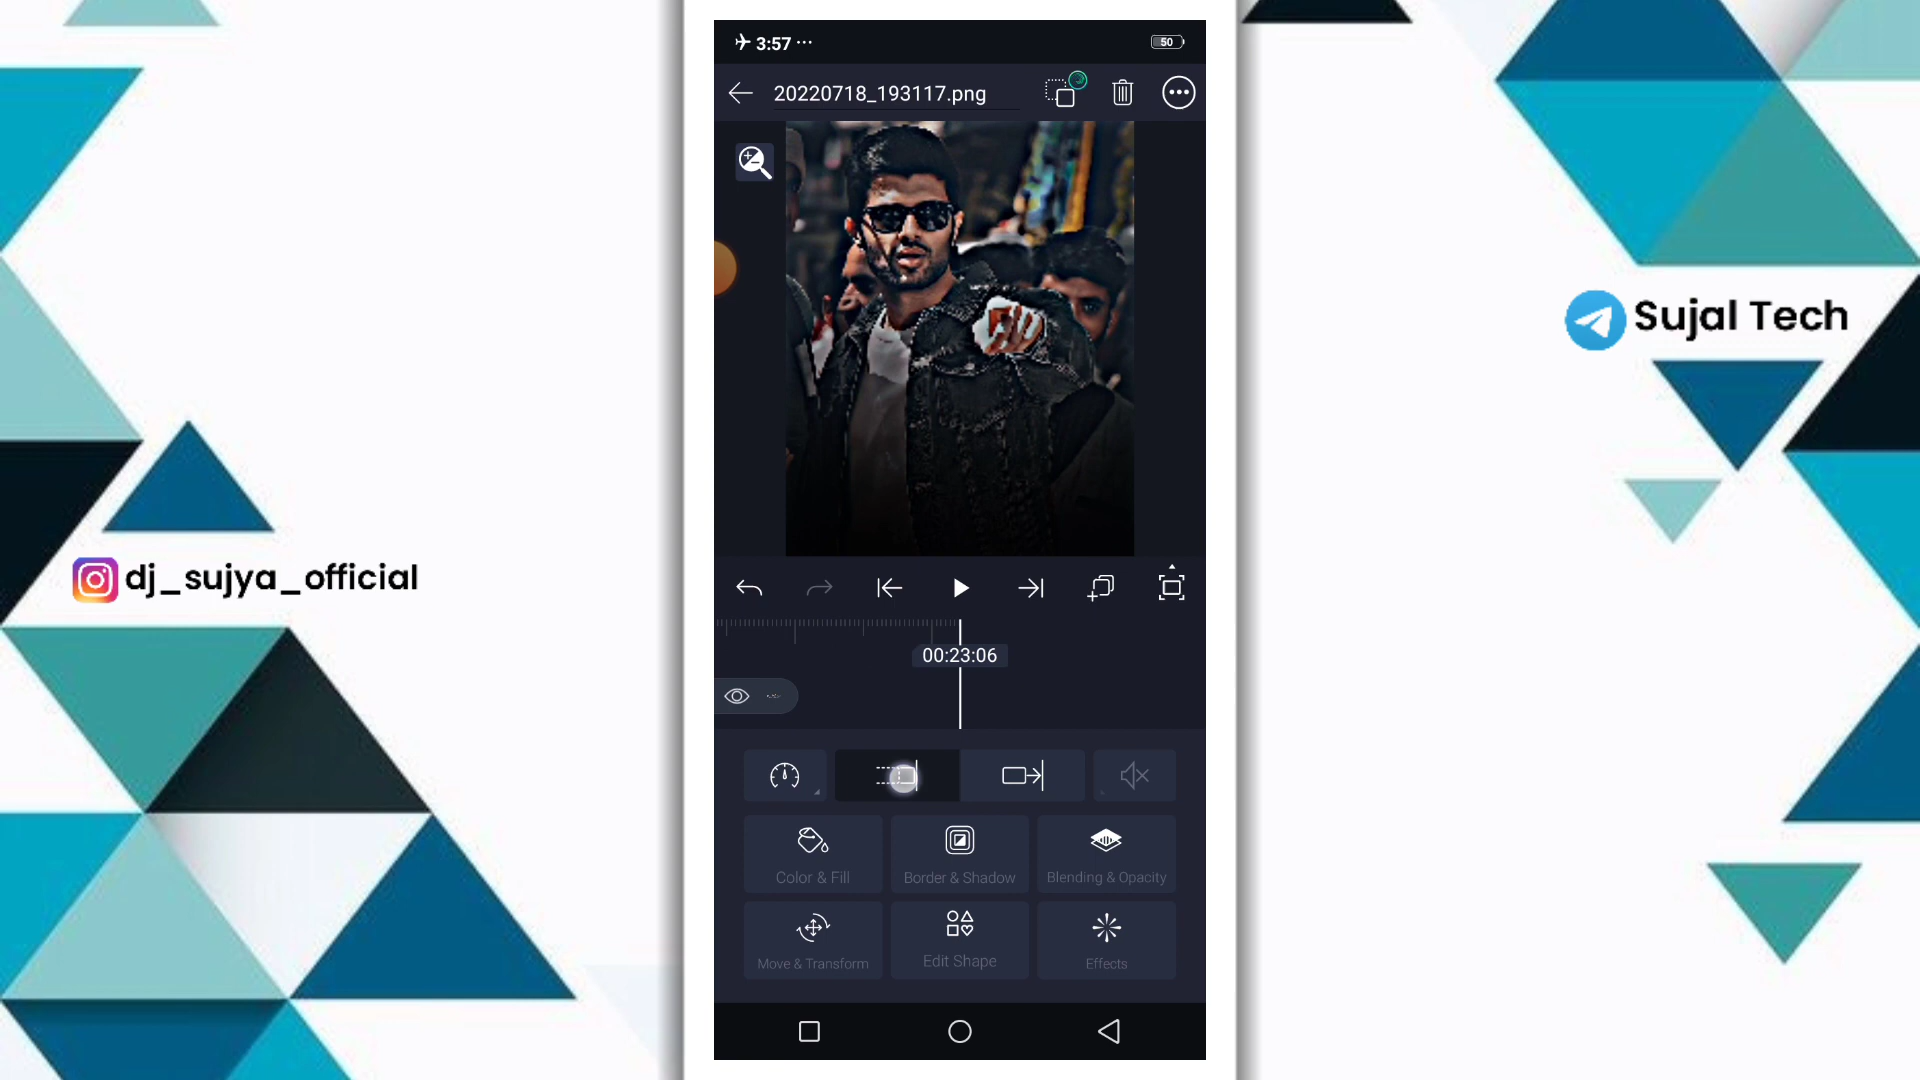 3:57 ...
50
20220718_193117.png
Sujal Tech
dj_sujya_official
00:23:06
Color & Fill
Border & Shadow
Blending & Opacity
Move & Transform
Edit Shape
Effects